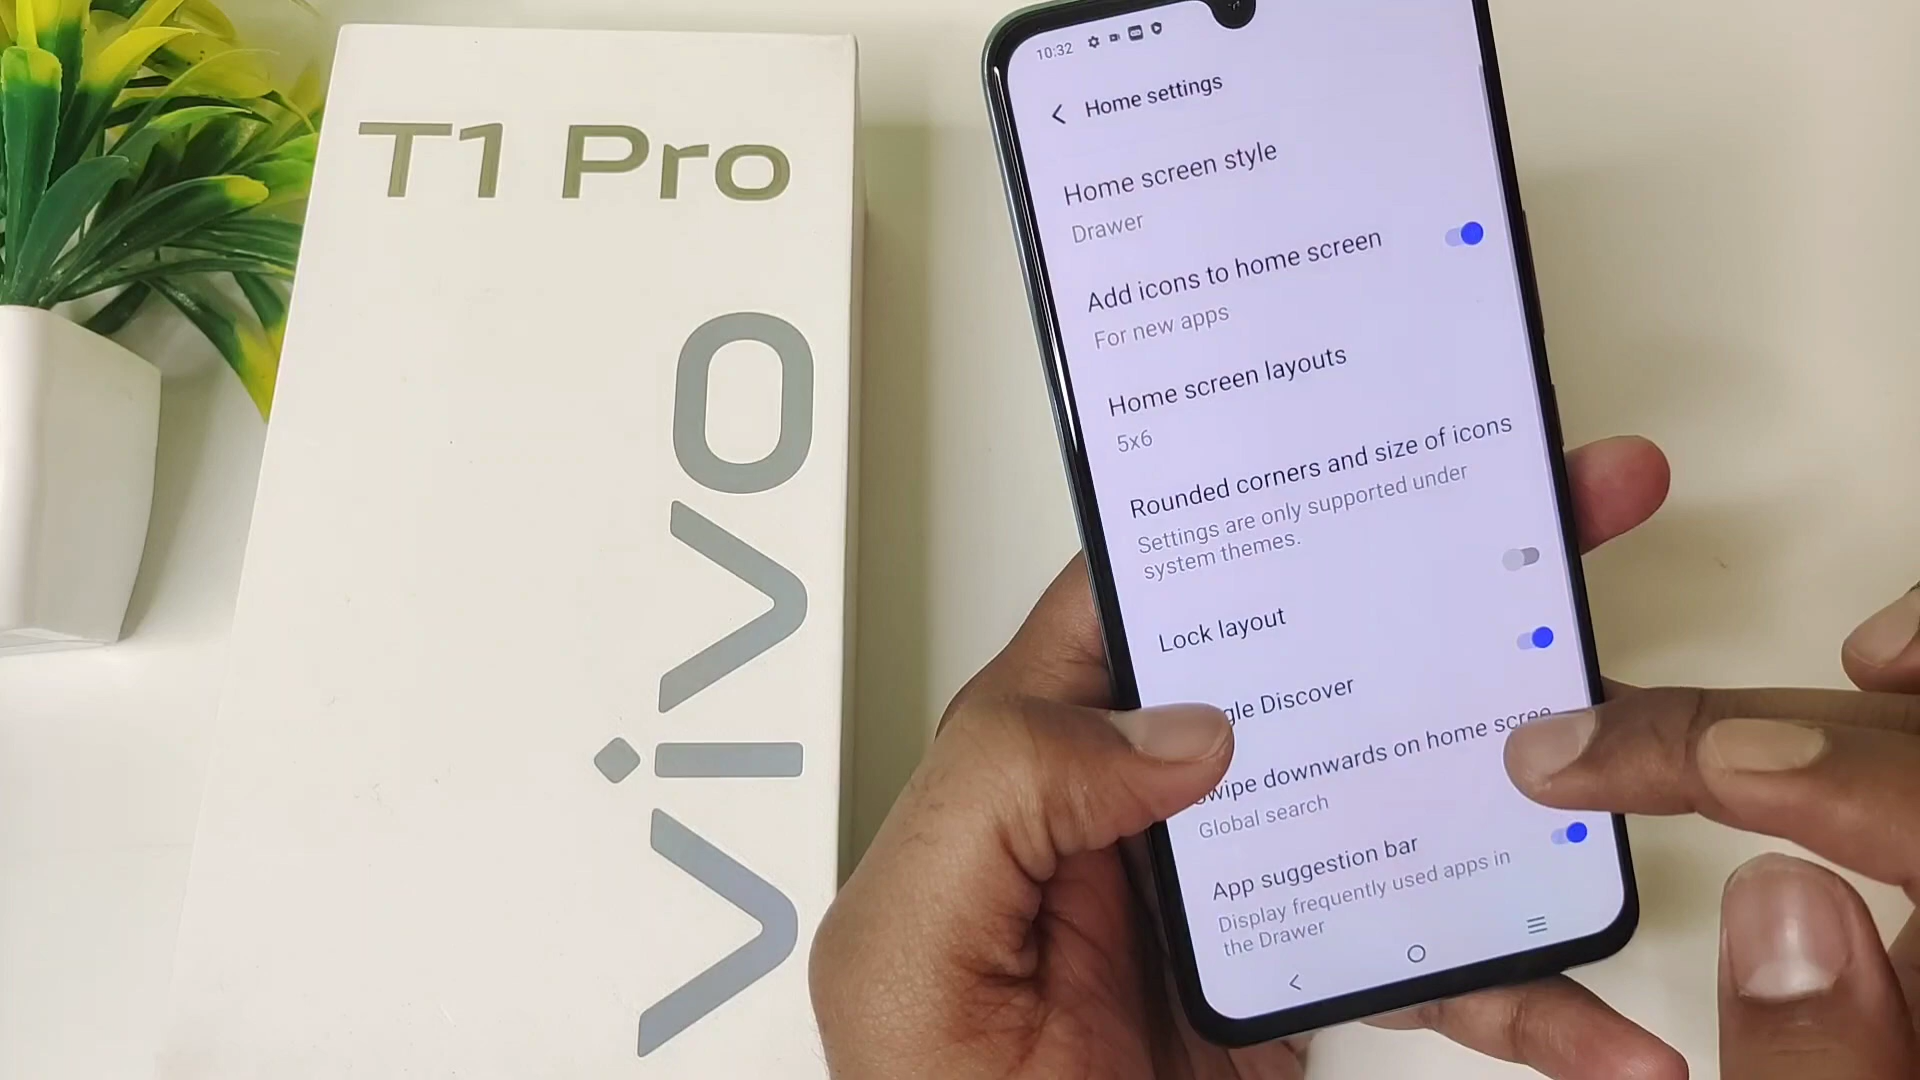 T1 Pro
vivo
10:32
Home settings
Home screen style
Drawer
Add icons to home screen
For new apps
Home screen layouts
5x6
Rounded corners and size of icons
Settings are only supported under
system themes.
Lock layout
gle Discover
wipe downwards on home scree
Global search
App suggestion bar
Display frequently used apps in
the Drawer